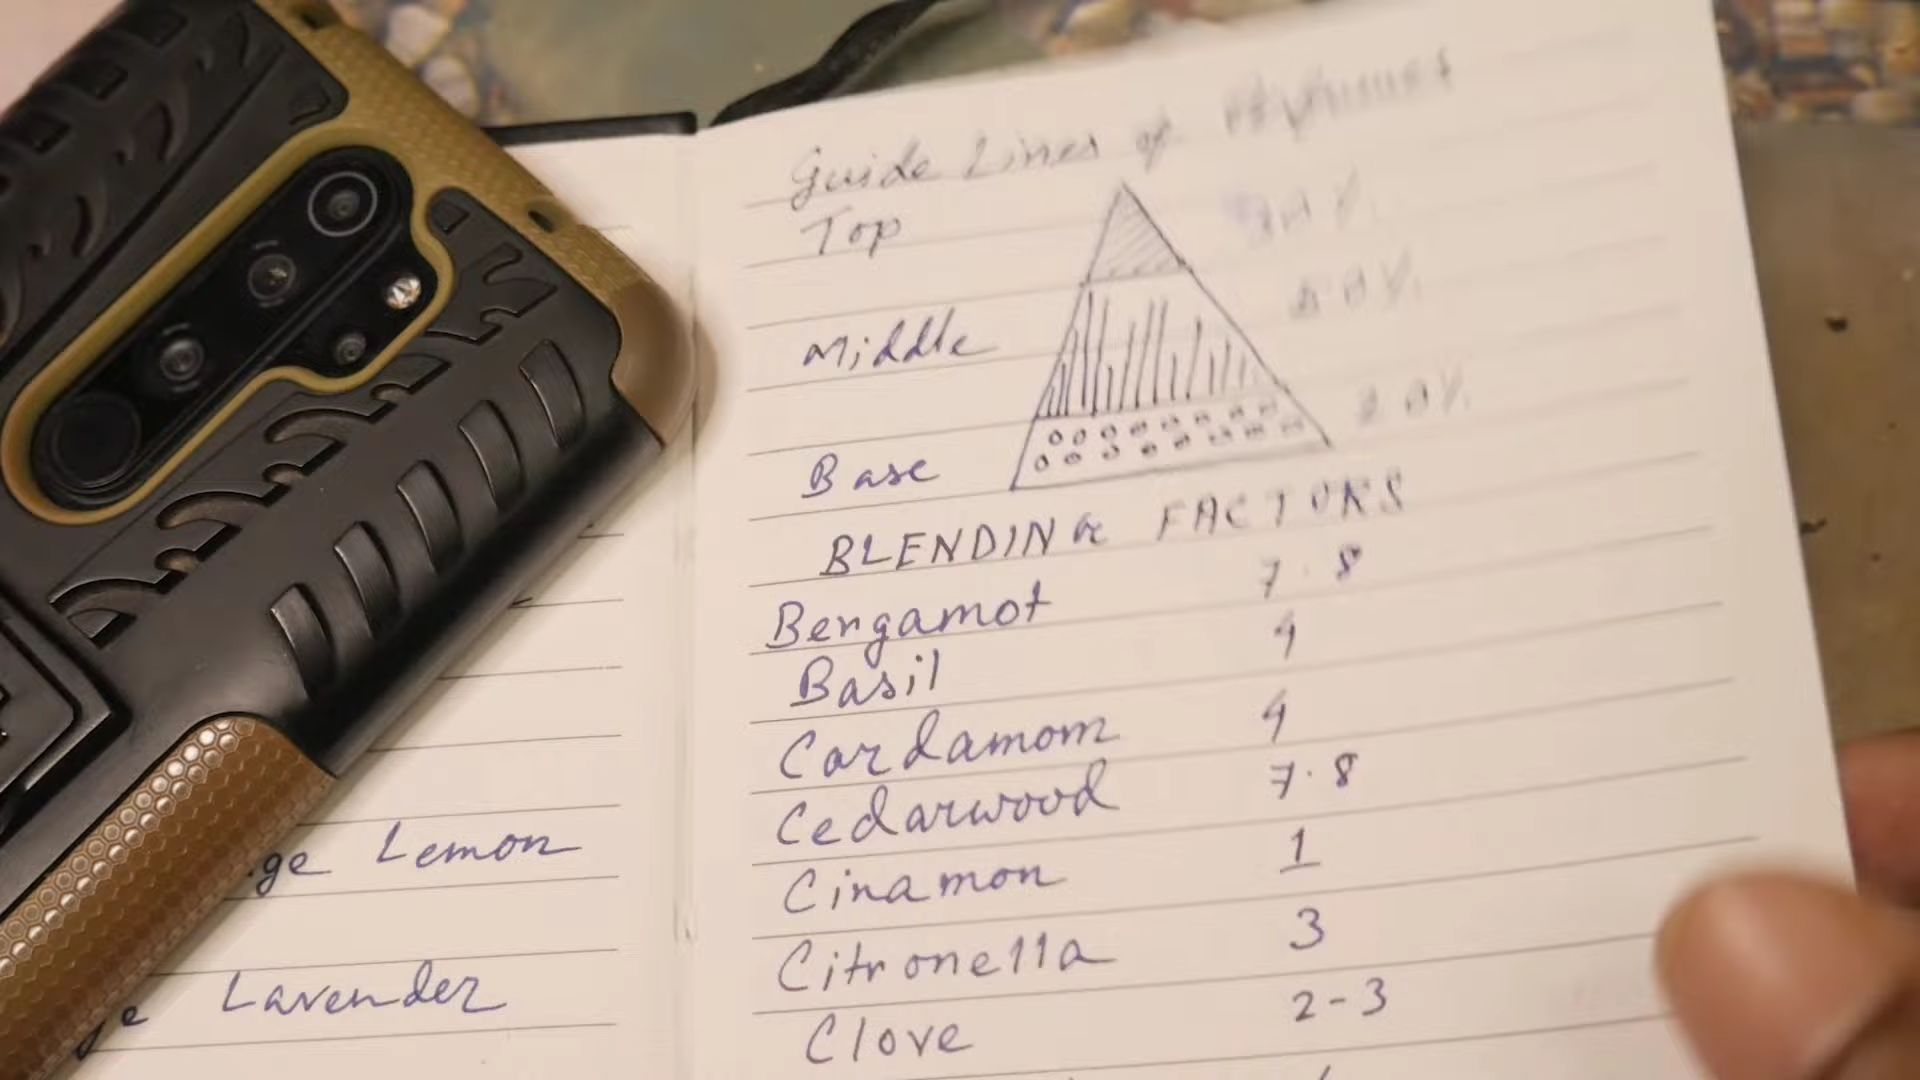 ge Lemon
Lavender
Guide Lines of
Top
Middle
Base
BLENDING FACTORS
Bergamot 7.8
Basil 4
Cardamom 4
Cedarwood 7.8
Cinamon 1
Citronella 3
Clove 2-3